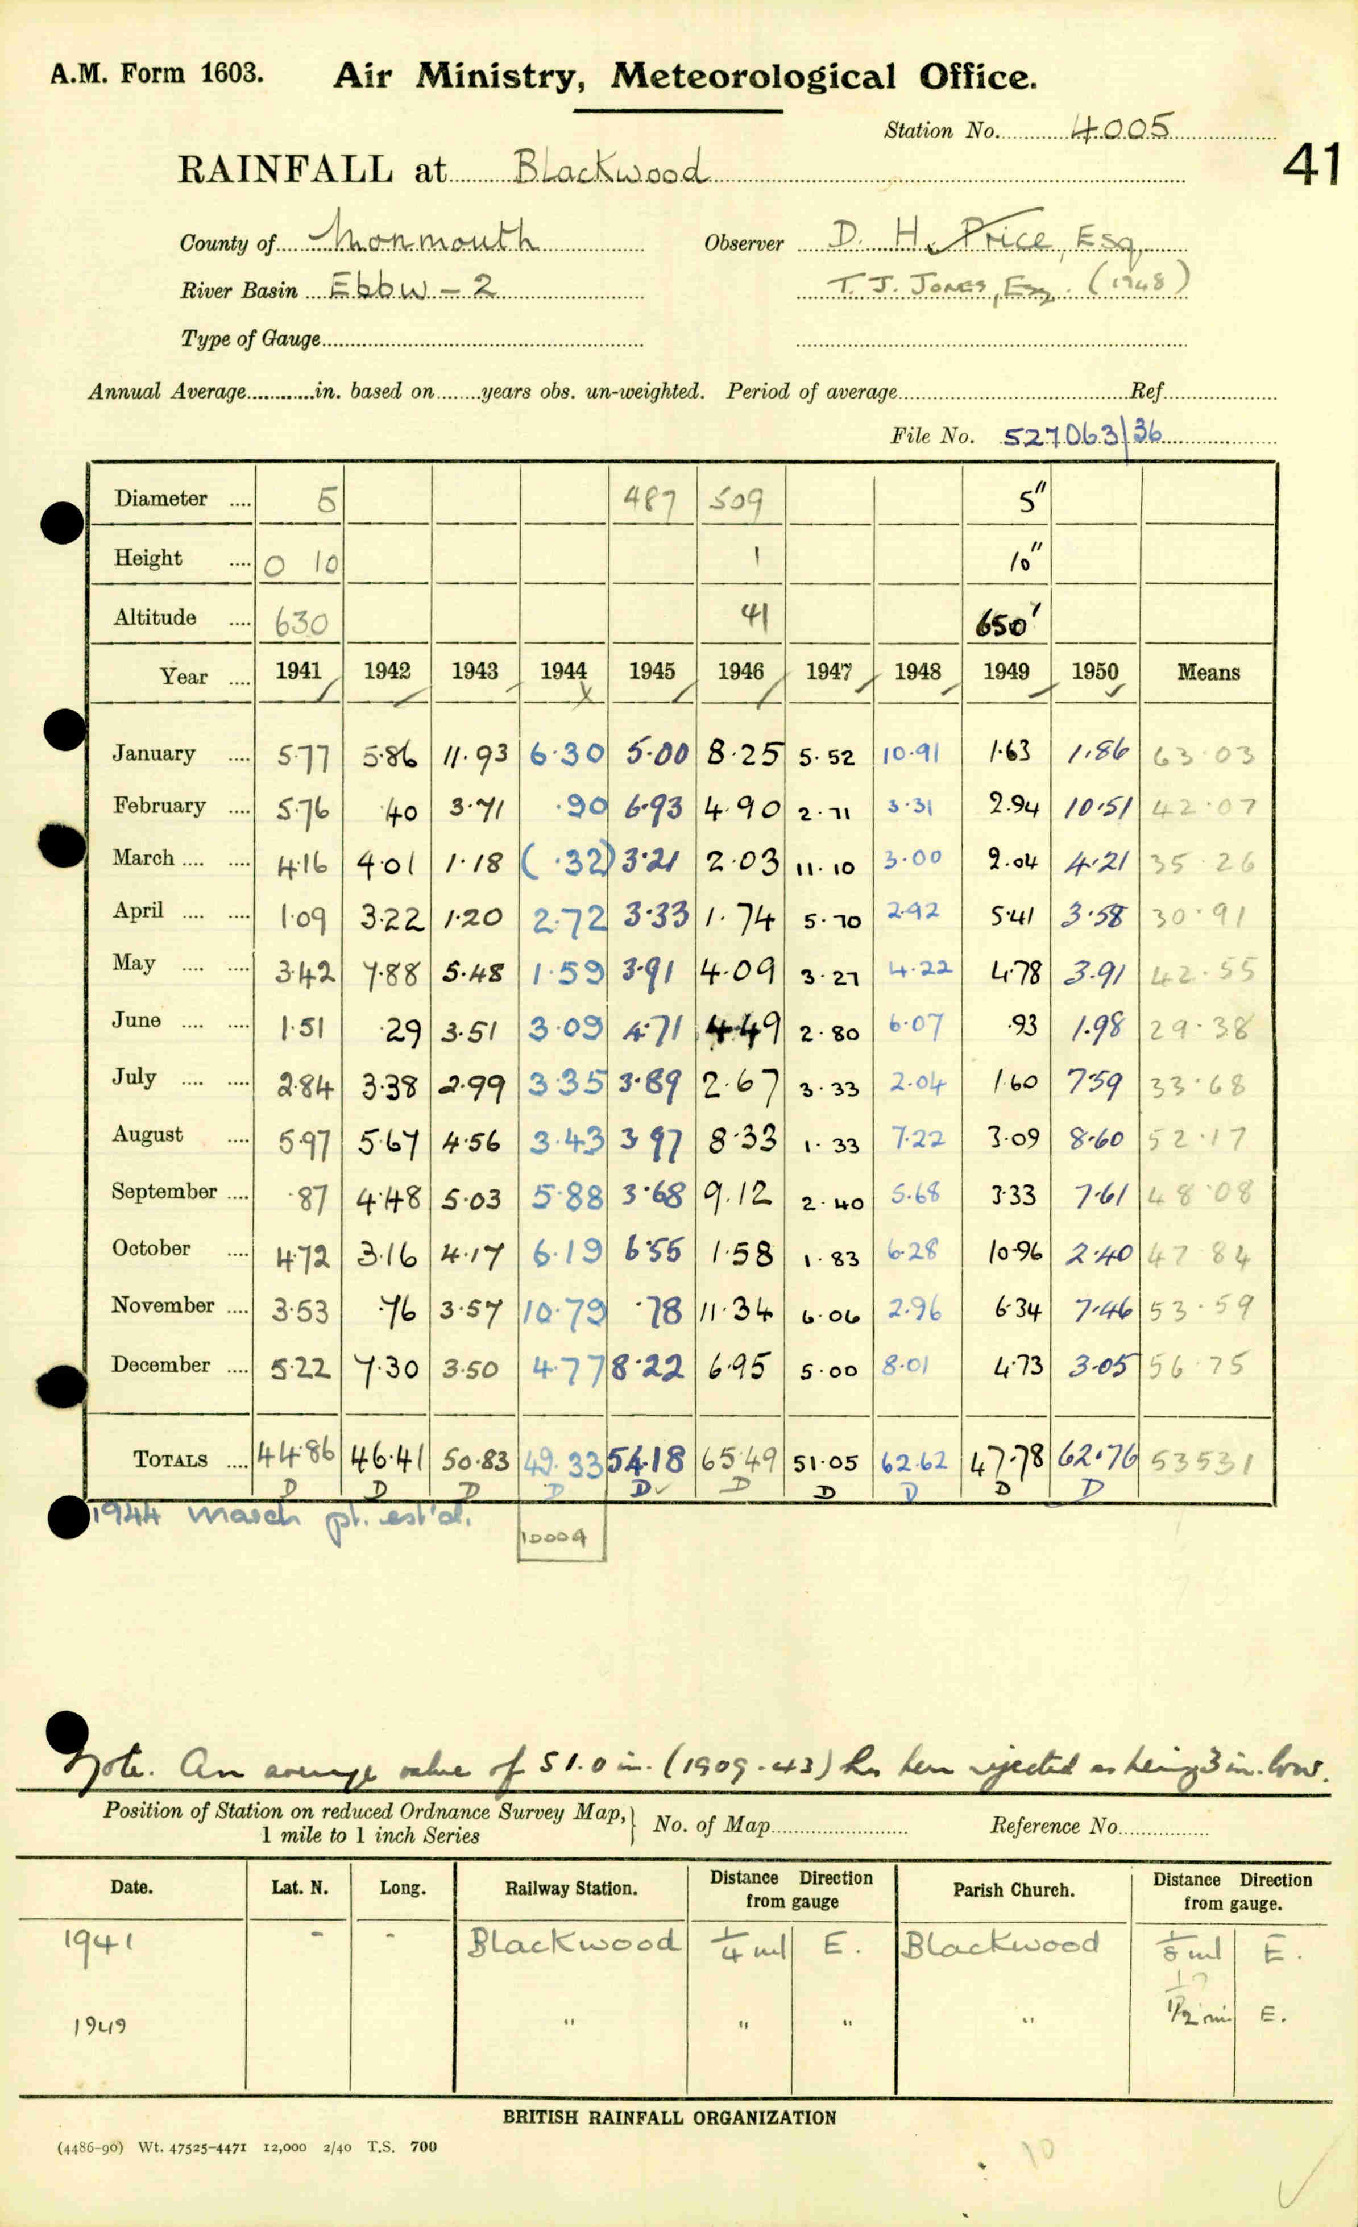 A.M. Form 1603. Air Ministry, Meteorological Office.
Station No. 4005
41
RAINFALL at Blackwood
County of Monmouth Observer D. H. Price, Esq.
River Basin Ebbw - 2 T. J. JONES, Esq. (1948)
Type of Gauge
Annual Average in. based on years obs. un-weighted. Period of average Ref.
File No. 527063/36
Diameter .... 5 487 509 5"
Height .... 0 10 1 10"
Altitude .... 630 41 650'
Year .... 1941 1942 1943 1944 1945 1946 1947 1948 1949 1950 Means
January .... 5.77 5.86 11.93 6.30 5.00 8.25 5.52 10.91 1.63 1.86 63.03
February .... 5.76 .40 3.71 .90 6.93 4.90 2.71 3.31 2.94 10.51 42.07
March .... .... 4.16 4.01 1.18 (.32) 3.21 2.03 11.10 3.00 2.04 4.21 35 26
April .... .... 1.09 3.22 1.20 2.72 3.33 1.74 5.70 2.92 5.41 3.58 30.91
May .... .... 3.42 7.88 5.48 1.59 3.91 4.09 3.27 4.22 4.78 3.91 42.55
June .... .... 1.51 .29 3.51 3.09 4.71 4.49 2.80 6.07 .93 1.98 29.38
July .... .... 2.84 3.38 2.99 3.35 3.89 2.67 3.33 2.04 1.60 7.59 33.68
August .... 5.97 5.67 4.56 3.43 3.97 8.33 1.33 7.22 3.09 8.60 52.17
September .... .87 4.48 5.03 5.88 3.68 9.12 2.40 5.68 3.33 7.61 48.08
October .... 4.72 3.16 4.17 6.19 6.55 1.58 1.83 6.28 10.96 2.40 47 84
November .... 3.53 .76 3.57 10.79 .78 11.34 6.06 2.96 6.34 7.46 53.59
December .... 5.22 7.30 3.50 4.77 8.22 6.95 5.00 8.01 4.73 3.05 56.75
TOTALS .... 44.86 46.41 50.83 49.33 54.18 65.49 51.05 62.62 47.78 62.76 53531
D D D D D D D D D D
1944 March pt. est'd.
Note. An average value of 51.0 in. (1909-43) has been rejected as being 3 in. low.
Position of Station on reduced Ordnance Survey Map, } No. of Map Reference No.
1 mile to 1 inch Series
Date. Lat. N. Long. Railway Station. Distance Direction from gauge Parish Church. Distance Direction from gauge.
1941 - - Blackwood 1/4 ml E. Blackwood 1/8 ml E.
1949 " " " " 1/2 mi E.
BRITISH RAINFALL ORGANIZATION
(4486-90) Wt. 47525-4471 12,000 2/40 T.S. 700
10